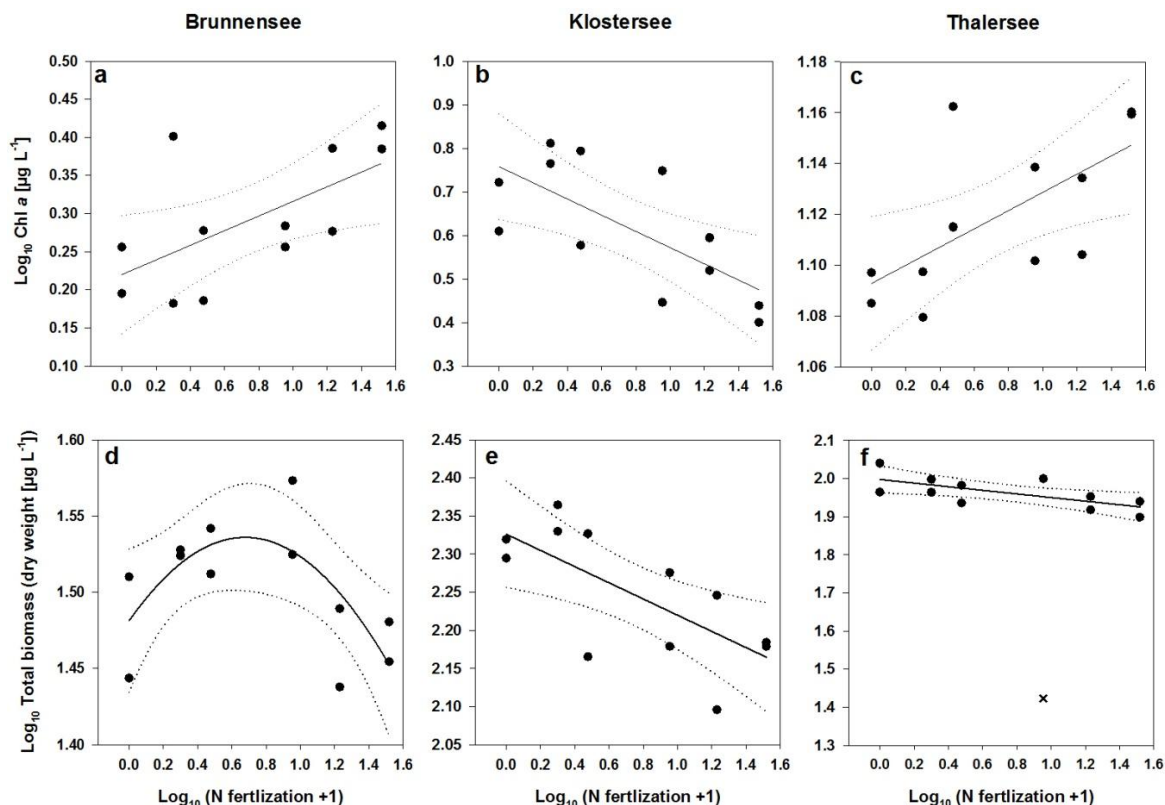 Brunnensee Klostersee Thalersee
a b c
Log10 Chl a [µg L-1]
0.50 0.45 0.40 0.35 0.30 0.25 0.20 0.15 0.10
1.0 0.9 0.8 0.7 0.6 0.5 0.4 0.3
1.18 1.16 1.14 1.12 1.10 1.08 1.06
0.0 0.2 0.4 0.6 0.8 1.0 1.2 1.4 1.6
0.0 0.2 0.4 0.6 0.8 1.0 1.2 1.4 1.6
0.0 0.2 0.4 0.6 0.8 1.0 1.2 1.4 1.6
d e f
Log10 Total biomass (dry weight [µg L-1])
1.60 1.55 1.50 1.45 1.40
2.45 2.40 2.35 2.30 2.25 2.20 2.15 2.10 2.05
2.1 2.0 1.9 1.8 1.7 1.6 1.5 1.4 1.3
0.0 0.2 0.4 0.6 0.8 1.0 1.2 1.4 1.6
0.0 0.2 0.4 0.6 0.8 1.0 1.2 1.4 1.6
0.0 0.2 0.4 0.6 0.8 1.0 1.2 1.4 1.6
Log10 (N fertlization +1) Log10 (N fertlization +1) Log10 (N fertlization +1)